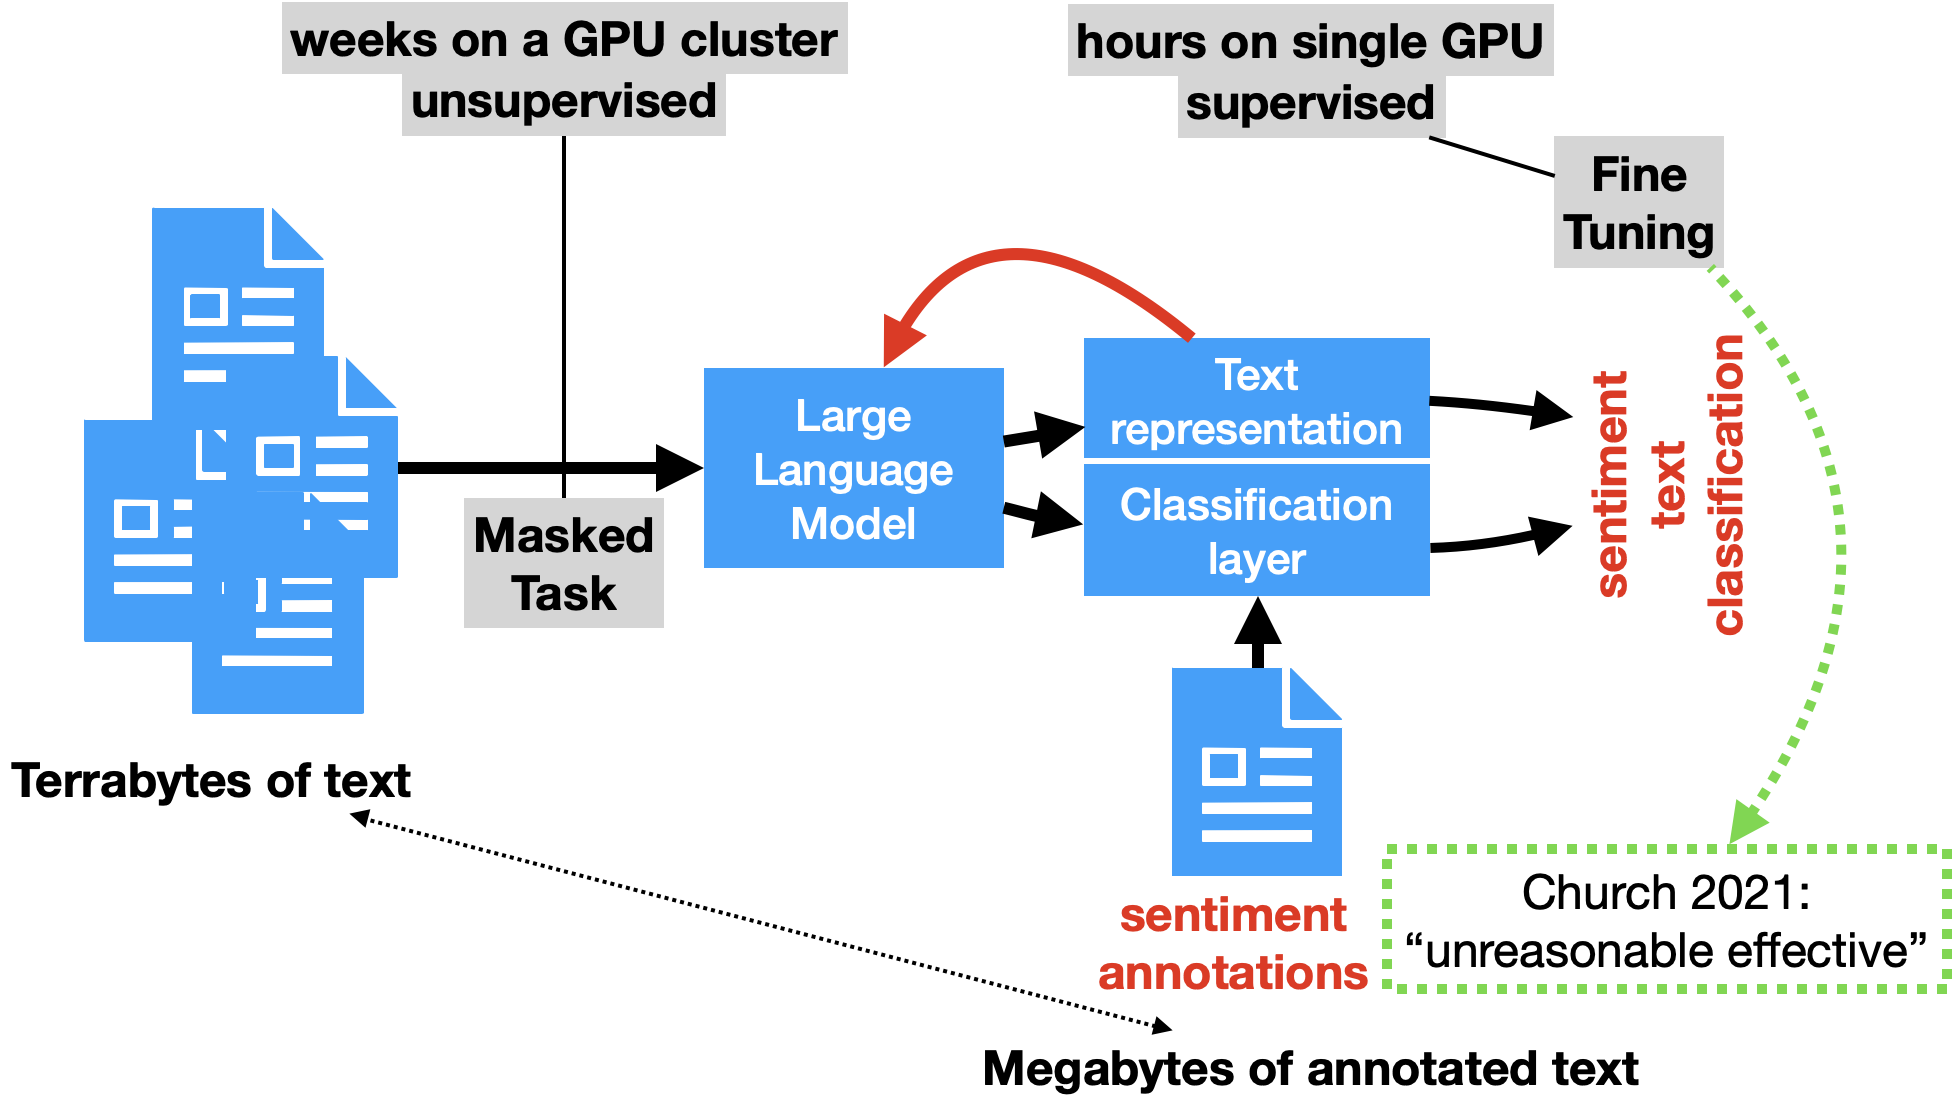 weeks on a GPU cluster
unsupervised
hours on single GPU
supervised
Fine
Tuning
Large
Language
Model
Text
representation
Classification
layer
sentiment
text
classification
Masked
Task
Terrabytes of text
sentiment
annotations
Church 2021:
“unreasonable effective”
Megabytes of annotated text